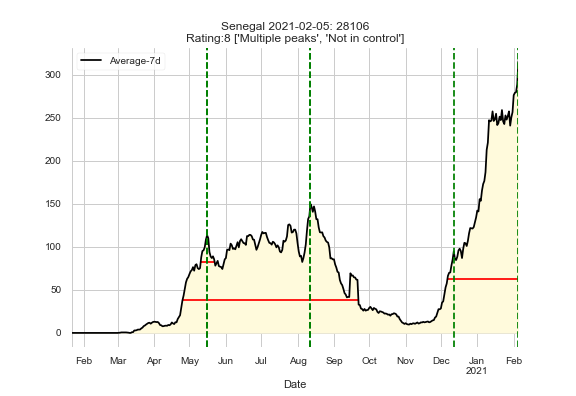 Senegal 2021-02-05: 28106
Rating:8 ['Multiple peaks', 'Not in control']
Average-7d
300
250
200
150
100
50
0
Feb Mar Apr May Jun Jul Aug Sep Oct Nov Dec Jan Feb
2021
Date